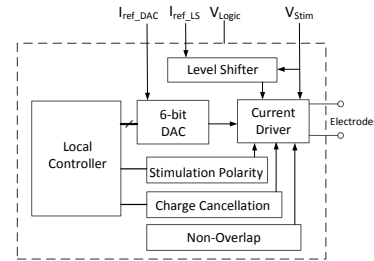 I_ref_DAC I_ref_LS V_Logic V_Stim
Level Shifter
Local
Controller
6-bit
DAC
Current
Driver
Electrode
Stimulation Polarity
Charge Cancellation
Non-Overlap